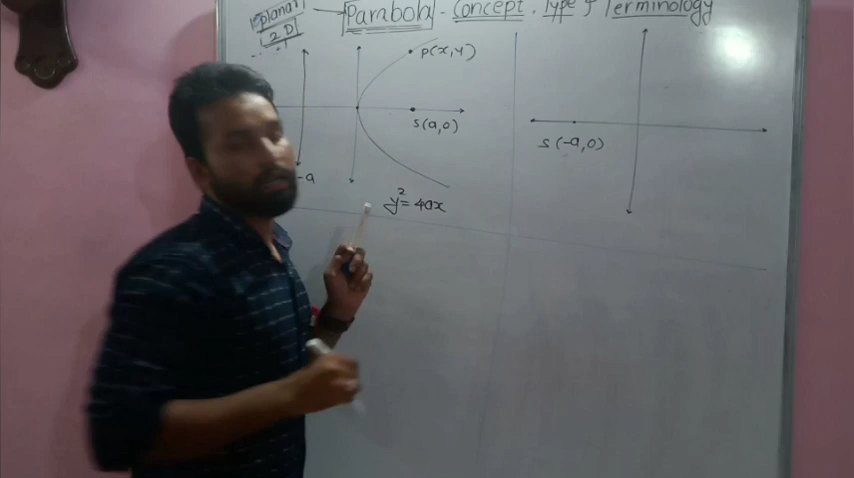 planar — Parabola - Concept, Type & Terminology
2D
P(x,y)
S(a,0)
S(-a,0)
-a
y²=4ax